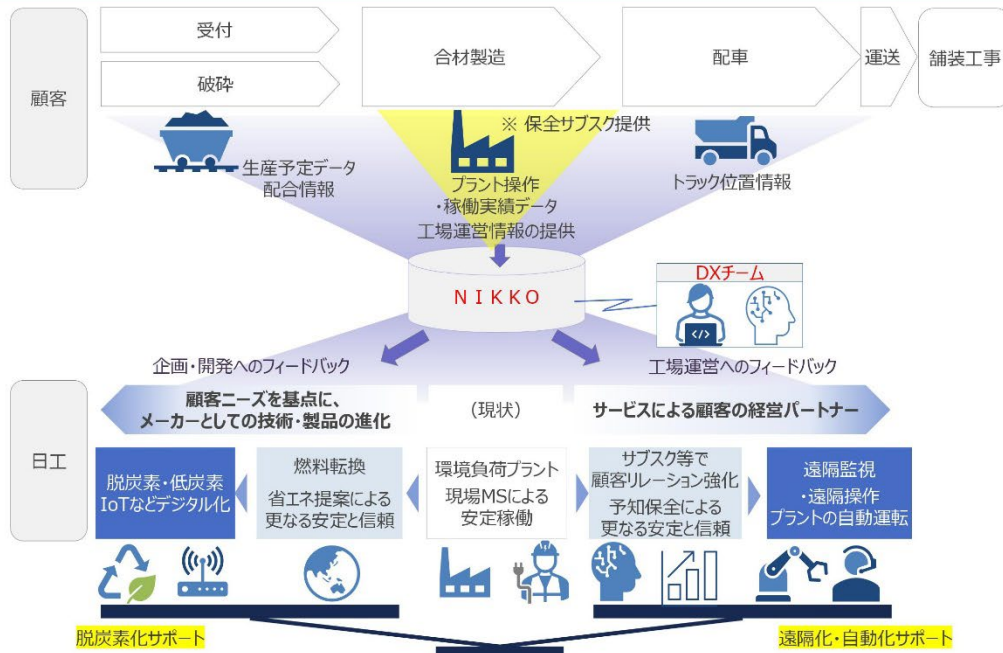 受付
破砕
合材製造
配車
運送
舗装工事
顧客
※ 保全サブスク提供
生産予定データ
配合情報
プラント操作
・稼働実績データ
工場運営情報の提供
トラック位置情報
NIKKO
DXチーム
企画・開発へのフィードバック
工場運営へのフィードバック
顧客ニーズを基点に、
メーカーとしての技術・製品の進化
(現状)
サービスによる顧客の経営パートナー
日工
脱炭素・低炭素
IoTなどデジタル化
燃料転換
省エネ提案による
更なる安定と信頼
環境負荷プラント
現場MSによる
安定稼働
サブスク等で
顧客リレーション強化
予知保全による
更なる安定と信頼
遠隔監視
・遠隔操作
プラントの自動運転
脱炭素化サポート
遠隔化・自動化サポート